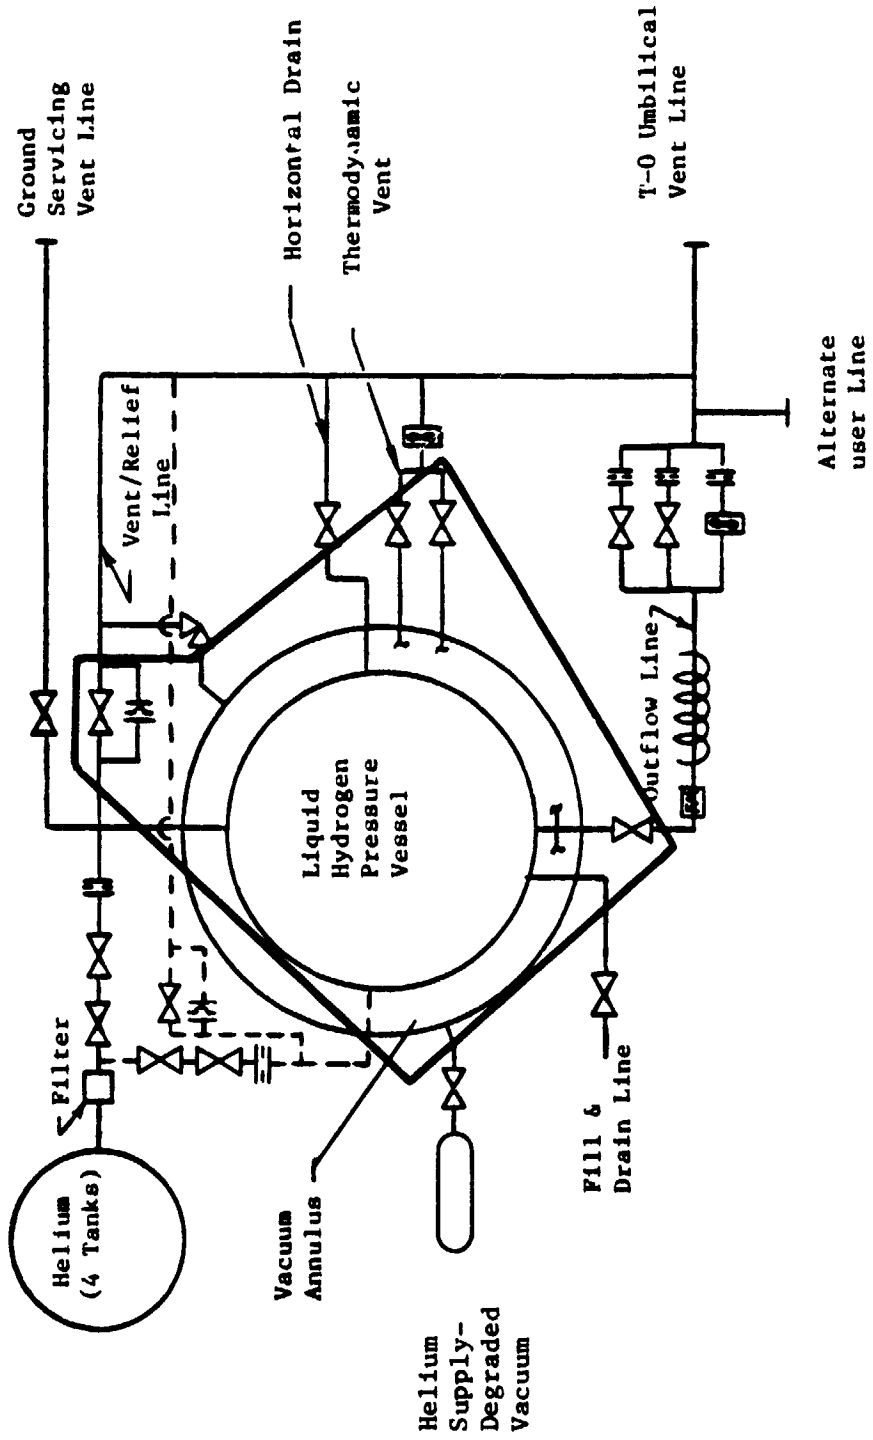 Helium
(4 Tanks)
Filter
Ground
Servicing
Vent Line
Vent/Relief
Line
Horizontal Drain
Thermodynamic
Vent
Vacuum
Annulus
Liquid
Hydrogen
Pressure
Vessel
Helium
Supply-
Degraded
Vacuum
Fill &
Drain Line
Outflow Line
T-O Umbilical
Vent Line
Alternate
user Line